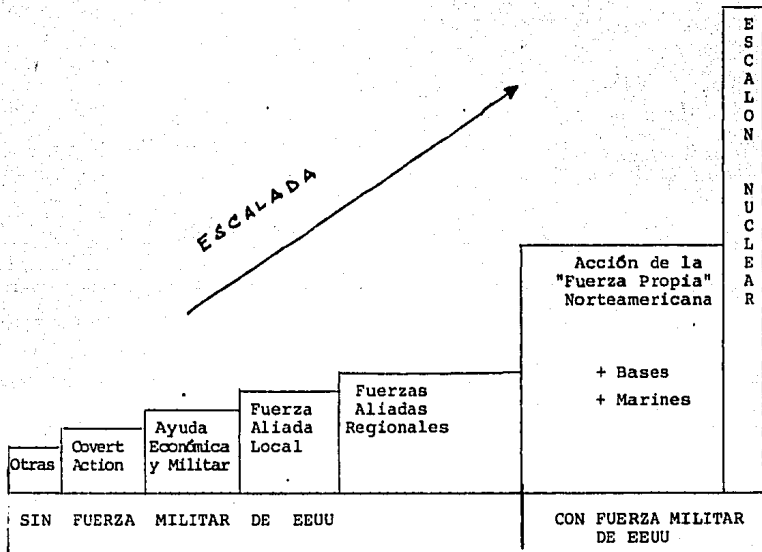 ESCALON NUCLEAR
ESCALADA
Acción de la
"Fuerza Propia"
Norteamericana
+ Bases
+ Marines
Fuerzas
Aliadas
Regionales
Fuerza
Aliada
Local
Ayuda
Económica
y Militar
Covert
Action
Otras
SIN FUERZA MILITAR DE EEUU
CON FUERZA MILITAR
DE EEUU